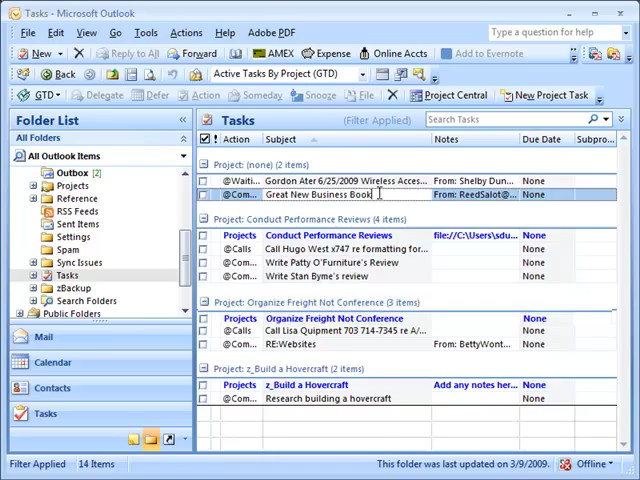 Tasks - Microsoft Outlook
File Edit View Go Tools Actions Help Adobe PDF
Type a question for help
New Reply to All Forward AMEX Expense Online Accts Add to Evernote
Back Active Tasks By Project (GTD)
GTD Delegate Defer Action Someday Snooze Action! Project Central New Project Task
Folder List
All Folders
All Outlook Items
Outbox [2]
Projects
Reference
RSS Feeds
Sent Items
Settings
Spam
Sync Issues
Tasks
zBackup
Search Folders
Public Folders
Mail
Calendar
Contacts
Tasks
Tasks (Filter Applied) Search Tasks
! Action Subject Notes Due Date Subpro...
Project: (none) (2 items)
@Waiti... Gordon Ater 6/25/2009 Wireless Acces... From: Shelby Dun... None
@Com... Great New Business Book From: ReedSalot@... None
Project: Conduct Performance Reviews (4 items)
Projects Conduct Performance Reviews file://C:\Users\sdu... None
@Calls Call Hugo West x747 re formatting for... None
@Com... Write Patty O'Furniture's Review None
@Com... Write Stan Byme's review None
Project: Organize Freight Not Conference (3 items)
Projects Organize Freight Not Conference None
@Calls Call Lisa Quipment 703 714-7345 re A/... None
@Com... RE:Websites From: BettyWont... None
Project: z_Build a Hovercraft (2 items)
Projects z_Build a Hovercraft Add any notes her... None
@Com... Research building a hovercraft None
Filter Applied 14 Items This folder was last updated on 3/9/2009. Offline